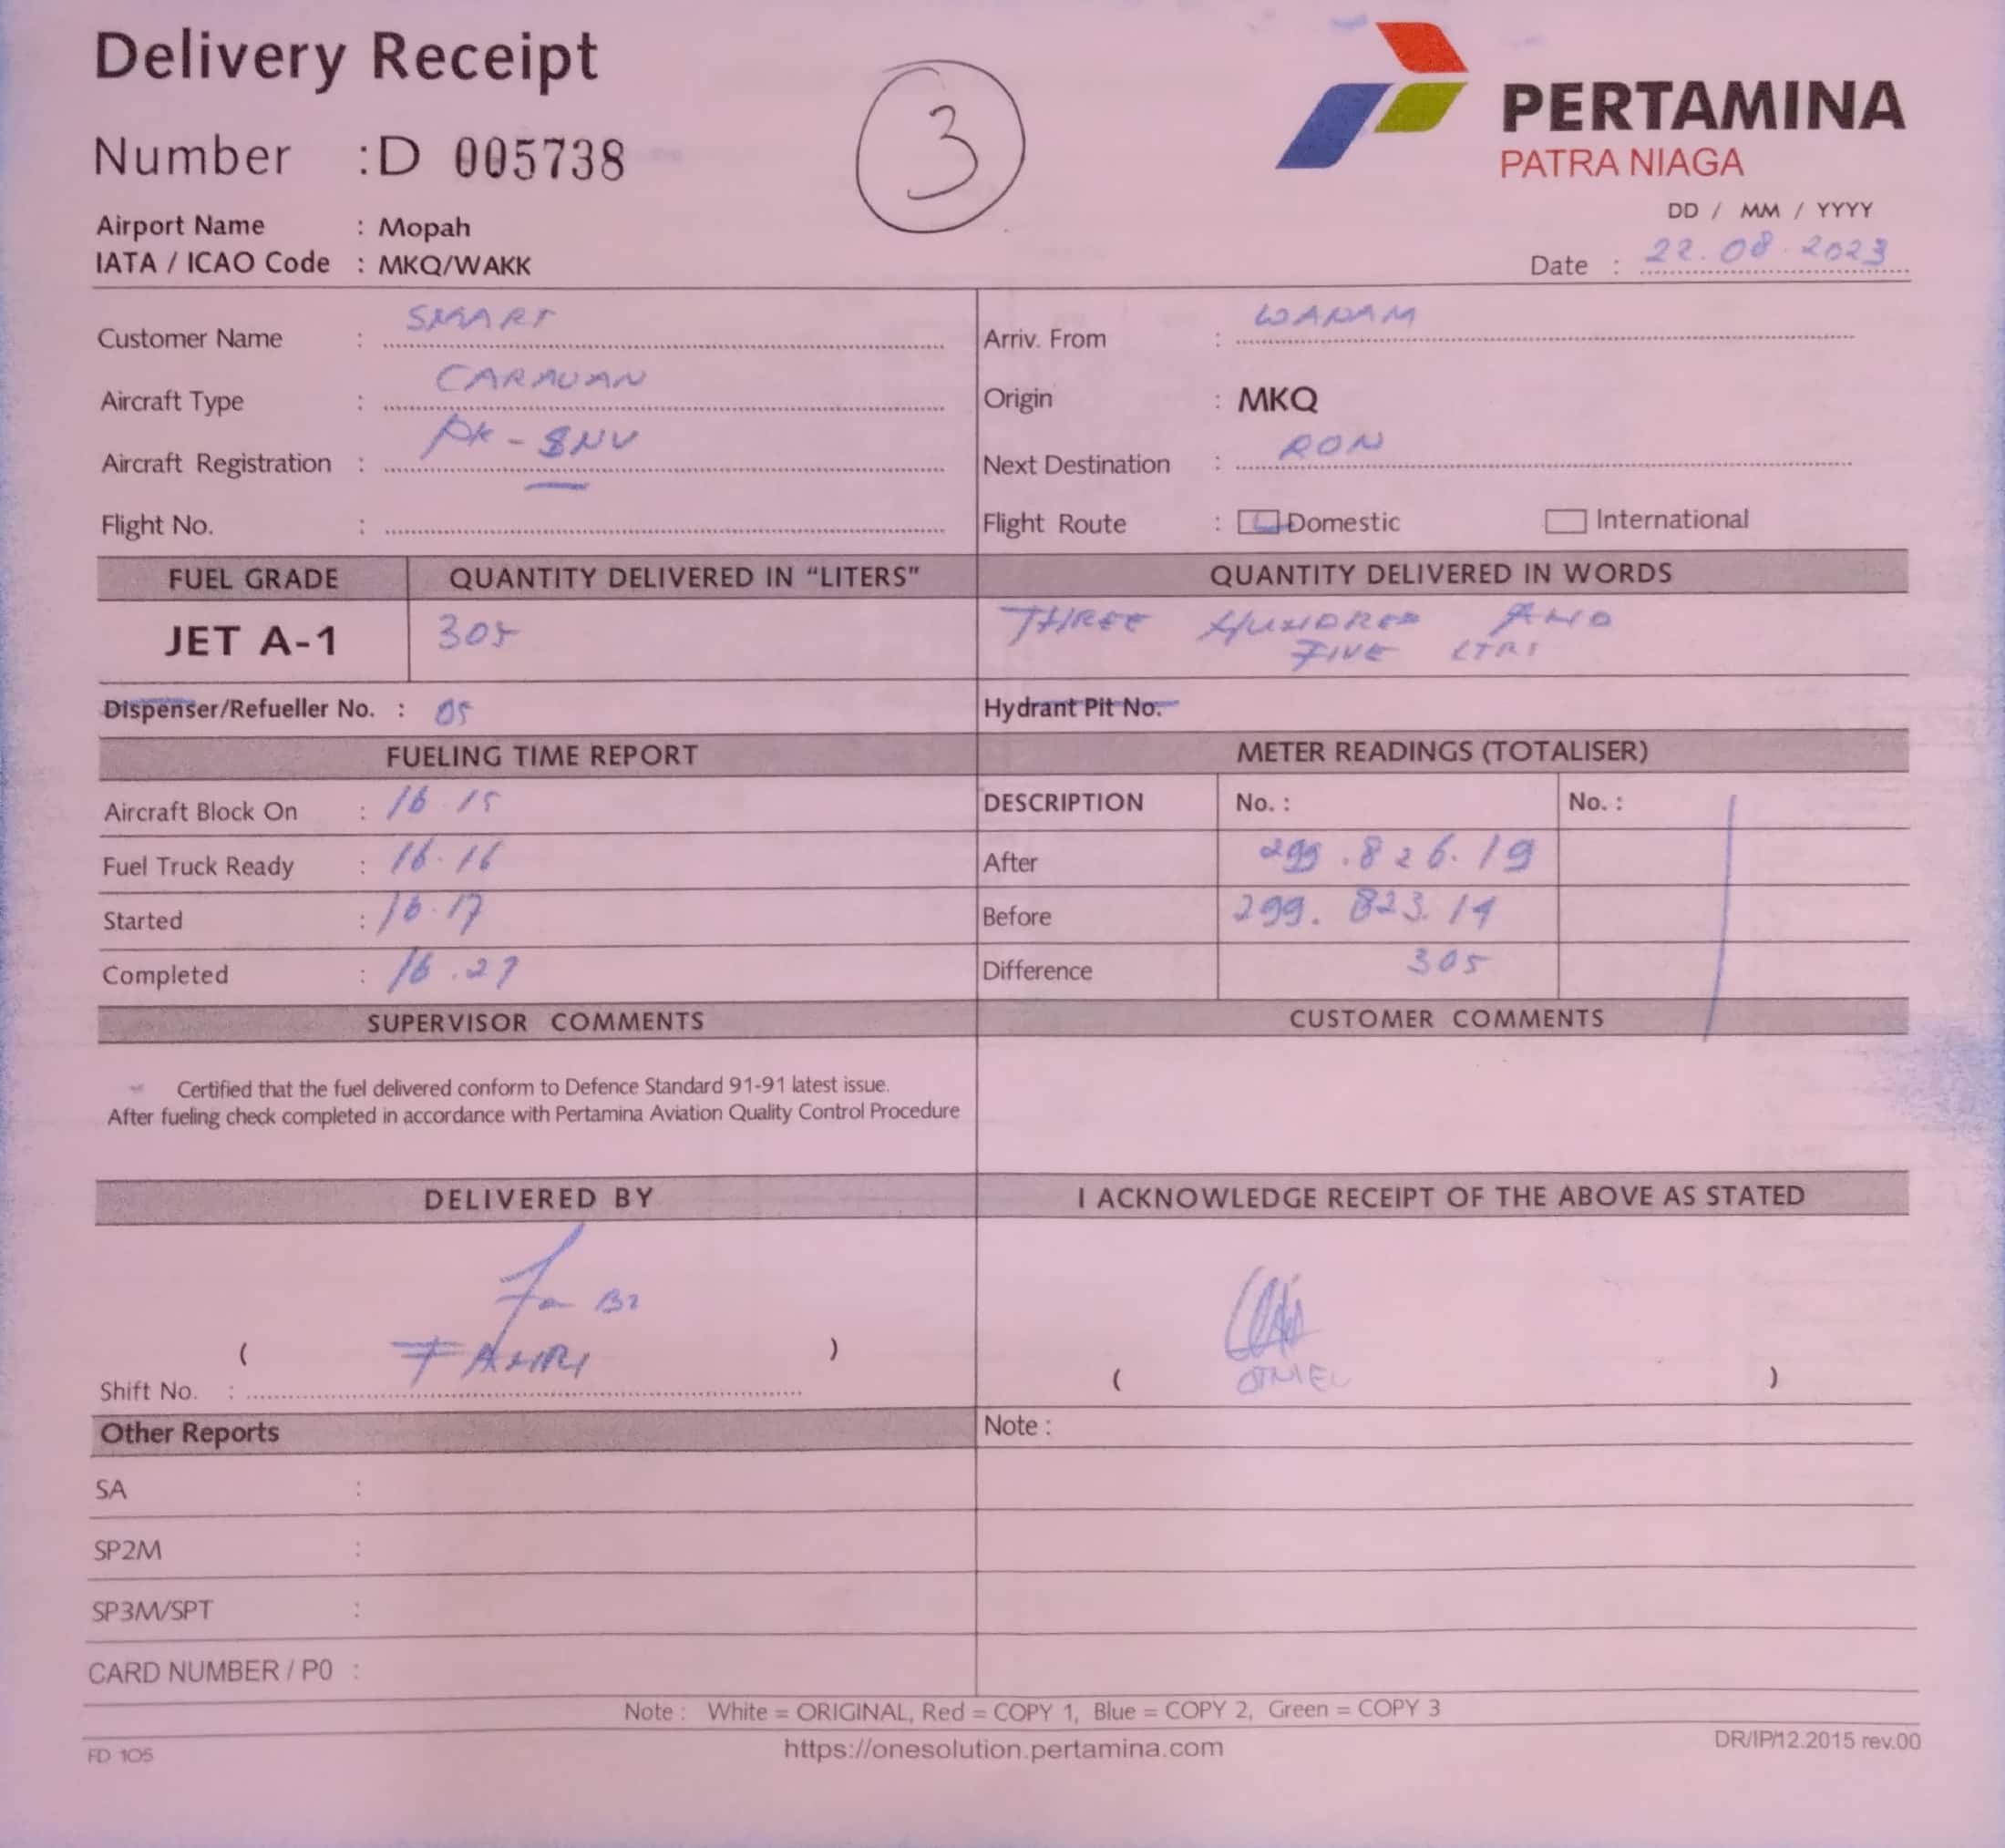 Delivery Receipt
3
PERTAMINA
PATRA NIAGA
Number : D 005738
Airport Name : Mopah
DD / MM / YYYY
IATA / ICAO Code : MKQ/WAKK
Date : 22.08.2023
Customer Name : SMART
Arriv. From : WANAM
Aircraft Type : CARAVAN
Origin : MKQ
Aircraft Registration : PK-SNV
Next Destination : RON
Flight No. :
Flight Route : Domestic International
FUEL GRADE QUANTITY DELIVERED IN “LITERS” QUANTITY DELIVERED IN WORDS
JET A-1 305 THREE HUNDRED AND
FIVE LTRS
Dispenser/Refueller No. : 05 Hydrant Pit No.
FUELING TIME REPORT METER READINGS (TOTALISER)
Aircraft Block On : 16 15 DESCRIPTION No. : No. :
Fuel Truck Ready : 16.16 After 299.826.19
Started : 16.17 Before 299.823.14
Completed : 16.27 Difference 305
SUPERVISOR COMMENTS CUSTOMER COMMENTS
Certified that the fuel delivered conform to Defence Standard 91-91 latest issue.
After fueling check completed in accordance with Pertamina Aviation Quality Control Procedure
DELIVERED BY I ACKNOWLEDGE RECEIPT OF THE ABOVE AS STATED
( FAHRI )
Shift No. :
( OTNIEL )
Other Reports Note :
SA :
SP2M :
SP3M/SPT :
CARD NUMBER / P0 :
Note : White = ORIGINAL, Red = COPY 1, Blue = COPY 2, Green = COPY 3
FD 105
https://onesolution.pertamina.com
DR/IP/12.2015 rev.00